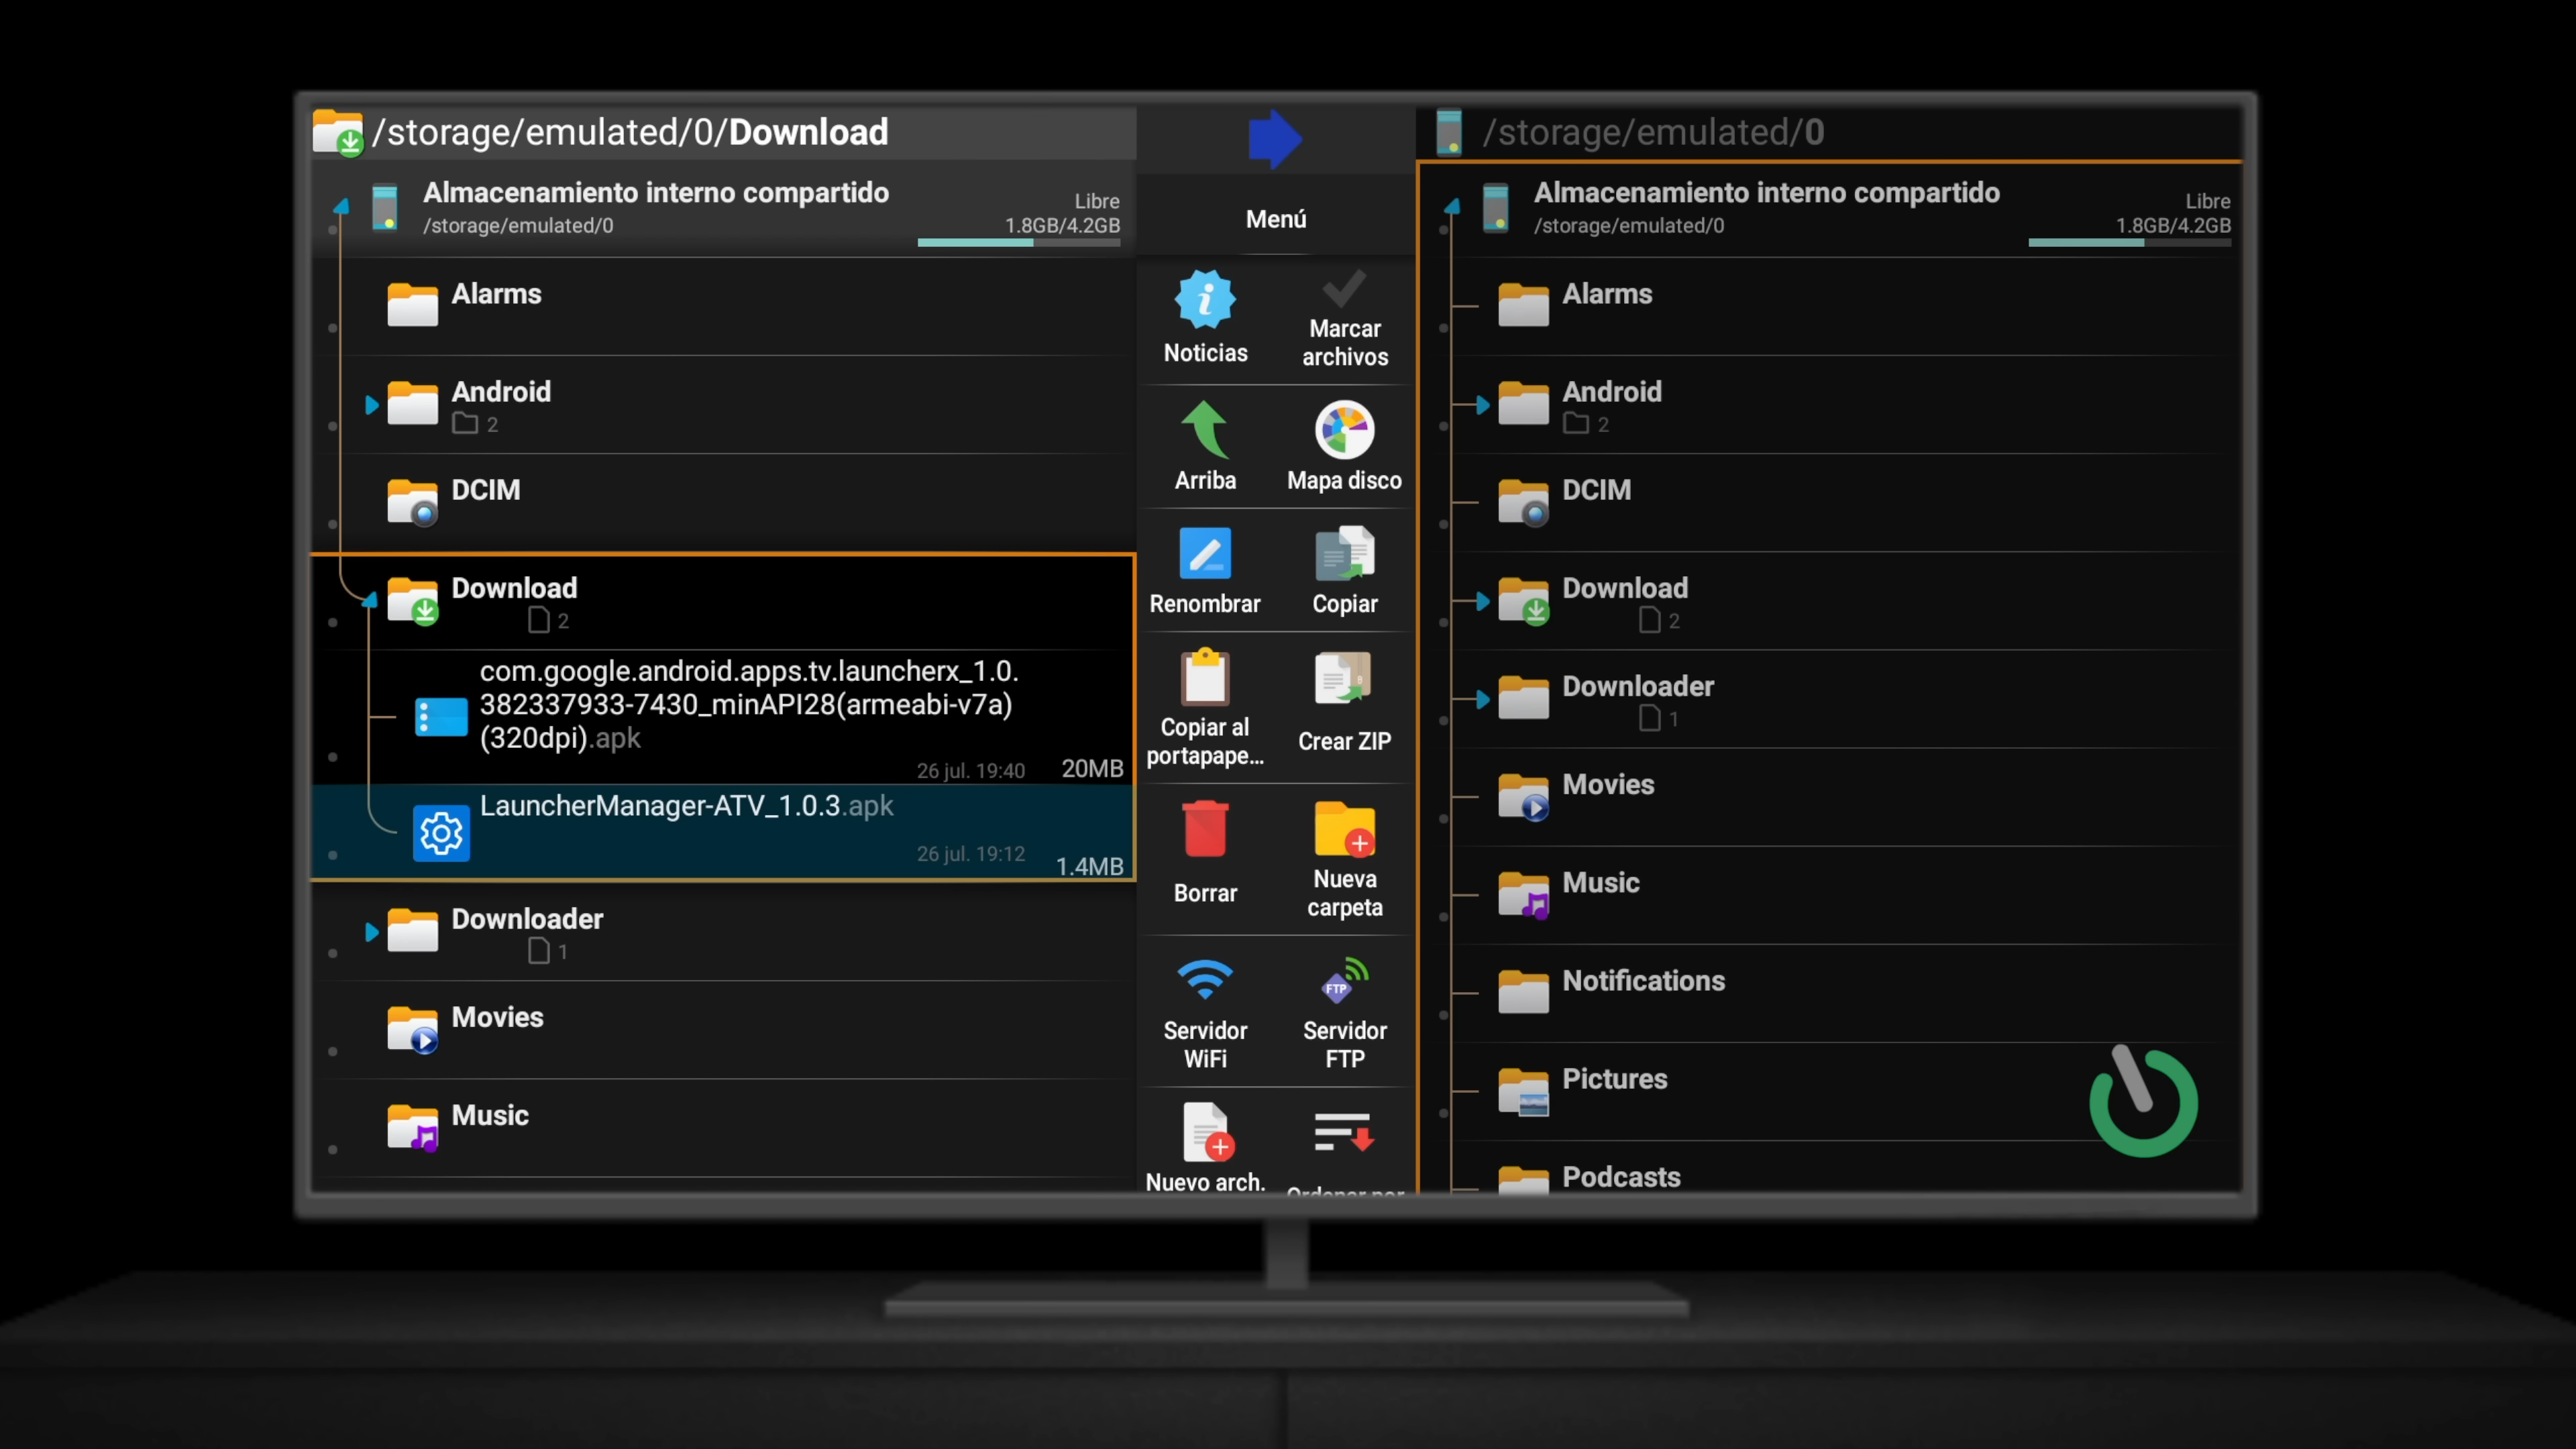 /storage/emulated/0/Download
Almacenamiento interno compartido
/storage/emulated/0
Libre
1.8GB/4.2GB
Alarms
Android
2
DCIM
Download
2
com.google.android.apps.tv.launcherx_1.0.
382337933-7430_minAPI28(armeabi-v7a)
(320dpi).apk
26 jul. 19:40 20MB
LauncherManager-ATV_1.0.3.apk
26 jul. 19:12 1.4MB
Downloader
1
Movies
Music
Menú
Noticias
Marcar
archivos
Arriba
Mapa disco
Renombrar
Copiar
Copiar al
portapape...
Crear ZIP
Borrar
Nueva
carpeta
Servidor
WiFi
FTP
Servidor
FTP
Nuevo arch.
Ordenar por
/storage/emulated/0
Almacenamiento interno compartido
/storage/emulated/0
Libre
1.8GB/4.2GB
Alarms
Android
2
DCIM
Download
2
Downloader
1
Movies
Music
Notifications
Pictures
Podcasts